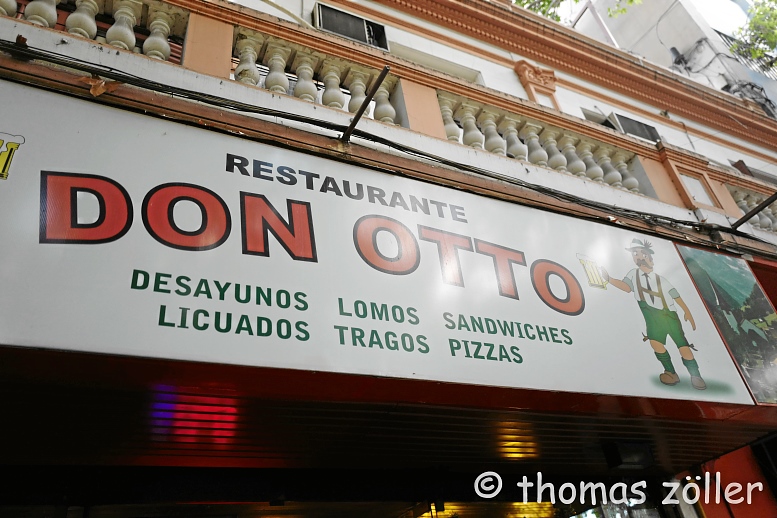 RESTAURANTE
DON OTTO
DESAYUNOS LOMOS SANDWICHES
LICUADOS TRAGOS PIZZAS
© thomas zöller